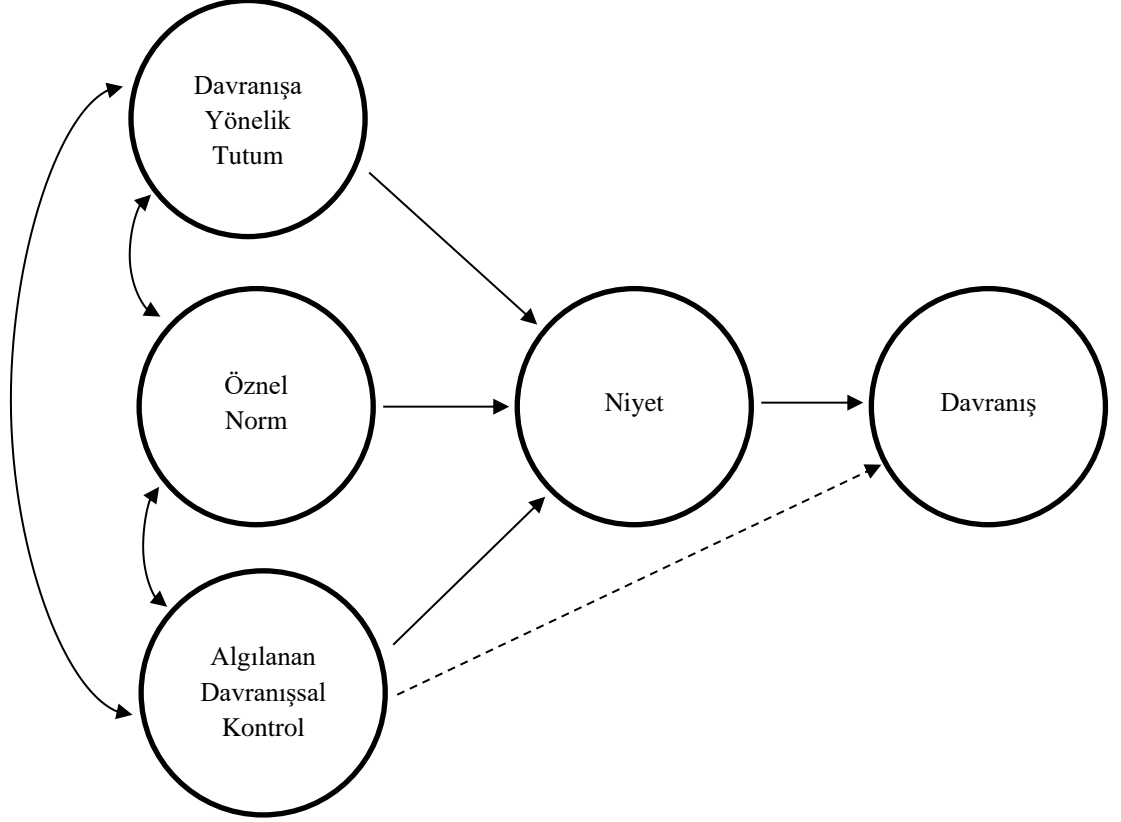 Davranışa
Yönelik
Tutum
Öznel
Norm
Niyet
Davranış
Algılanan
Davranışsal
Kontrol